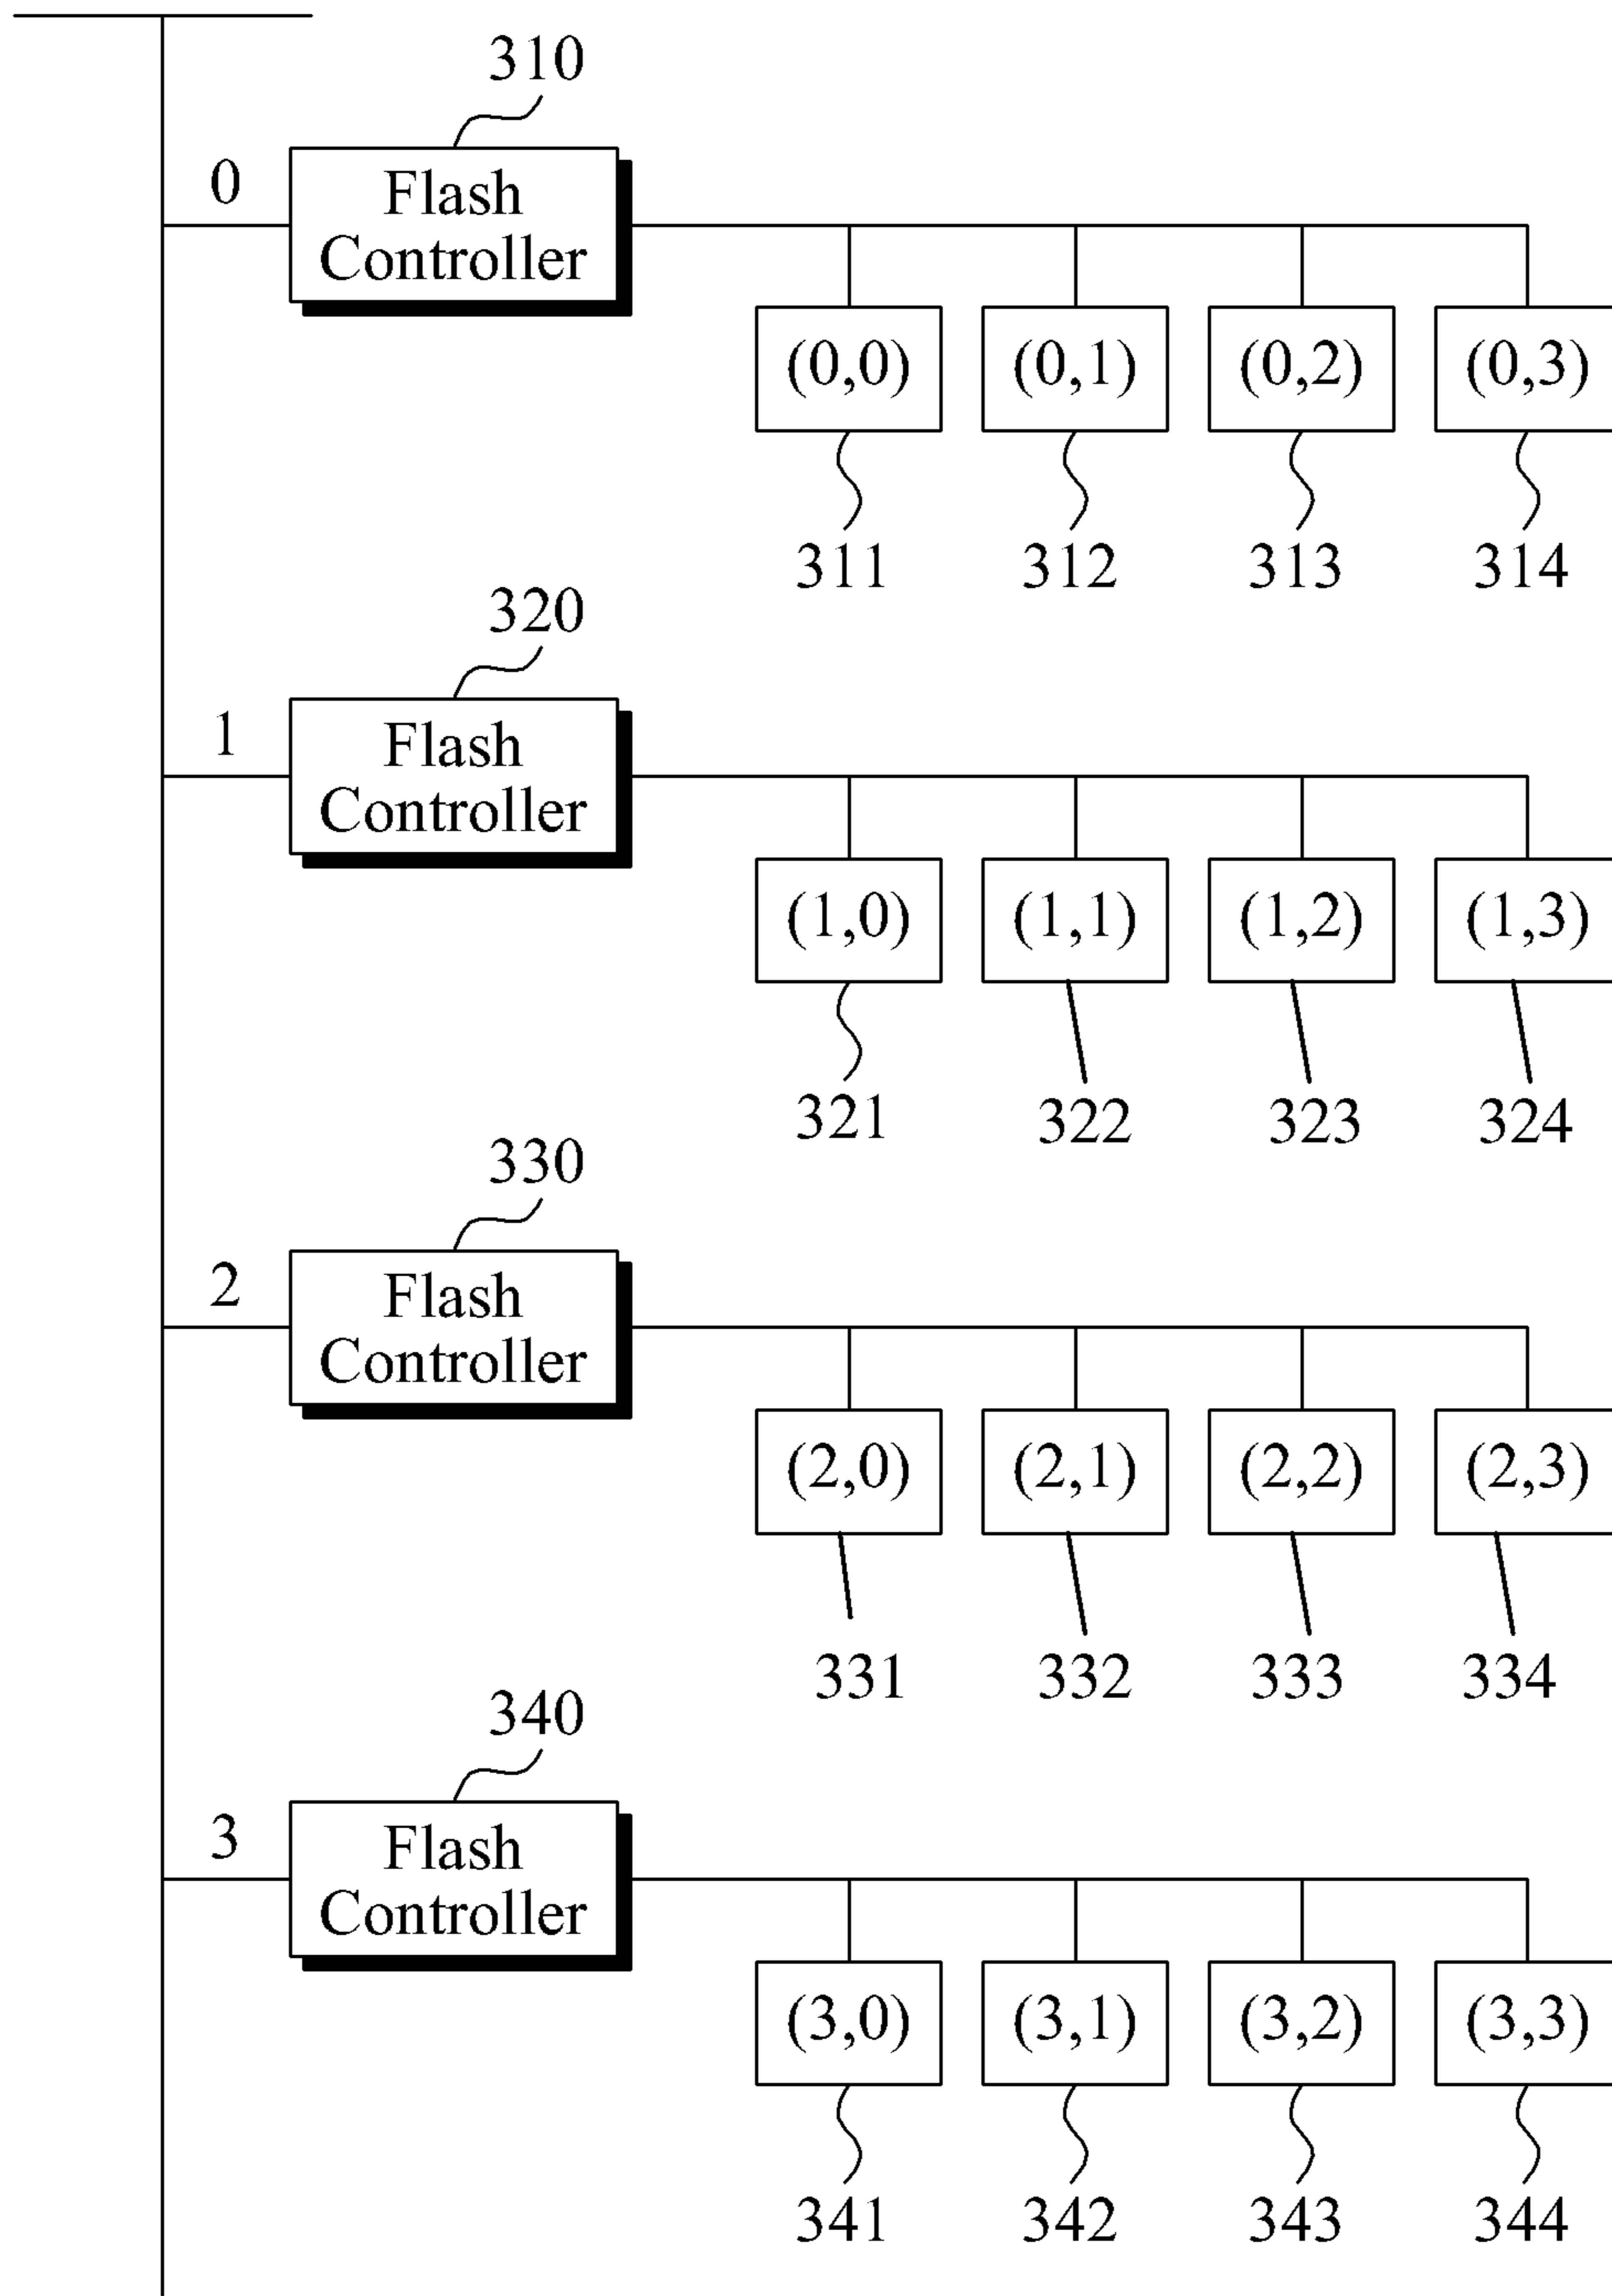 310
0
Flash
Controller
(0,0) (0,1) (0,2) (0,3)
311 312 313 314
320
1
Flash
Controller
(1,0) (1,1) (1,2) (1,3)
321 322 323 324
330
2
Flash
Controller
(2,0) (2,1) (2,2) (2,3)
331 332 333 334
340
3
Flash
Controller
(3,0) (3,1) (3,2) (3,3)
341 342 343 344